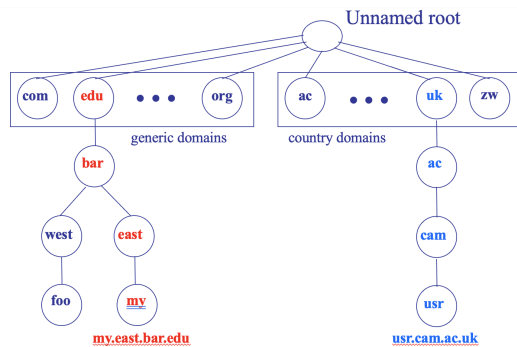 Unnamed root
com edu • • • org ac • • • uk zw
generic domains country domains
bar ac
west east cam
foo my usr
my.east.bar.edu usr.cam.ac.uk